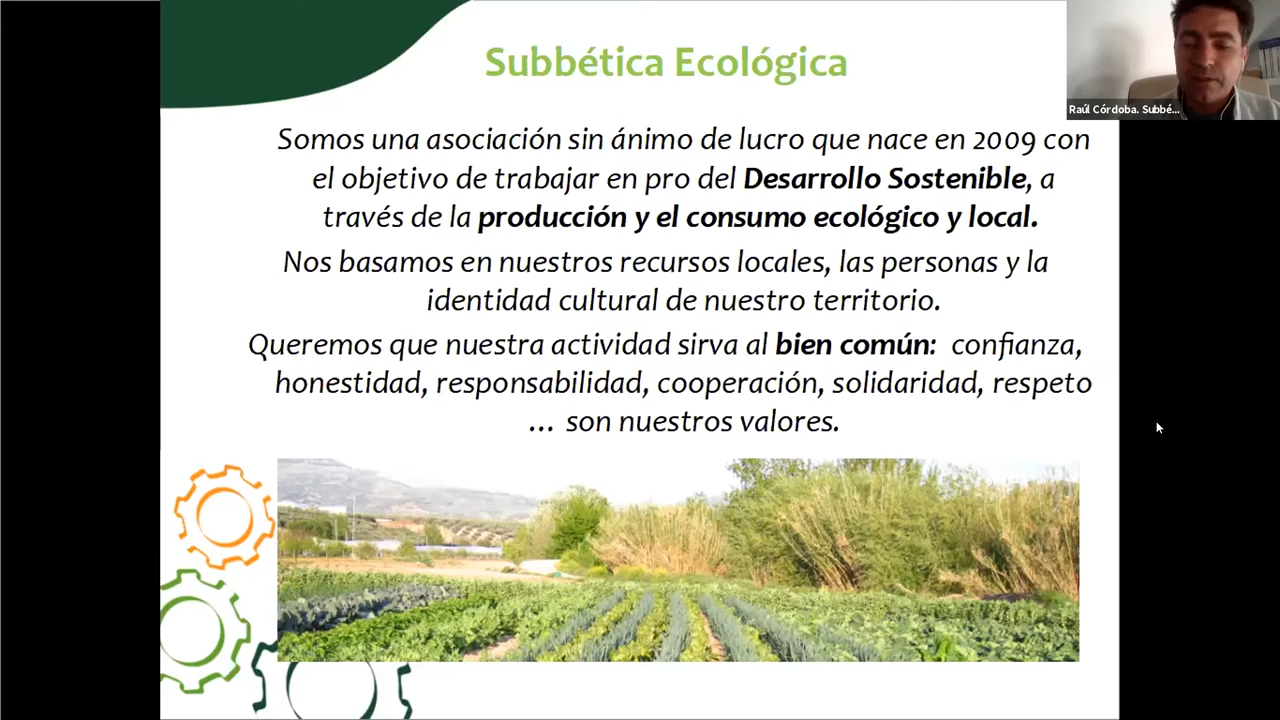 Subbética Ecológica
Raúl Córdoba. Subbé...
Somos una asociación sin ánimo de lucro que nace en 2009 con
el objetivo de trabajar en pro del Desarrollo Sostenible, a
través de la producción y el consumo ecológico y local.
Nos basamos en nuestros recursos locales, las personas y la
identidad cultural de nuestro territorio.
Queremos que nuestra actividad sirva al bien común: confianza,
honestidad, responsabilidad, cooperación, solidaridad, respeto
... son nuestros valores.